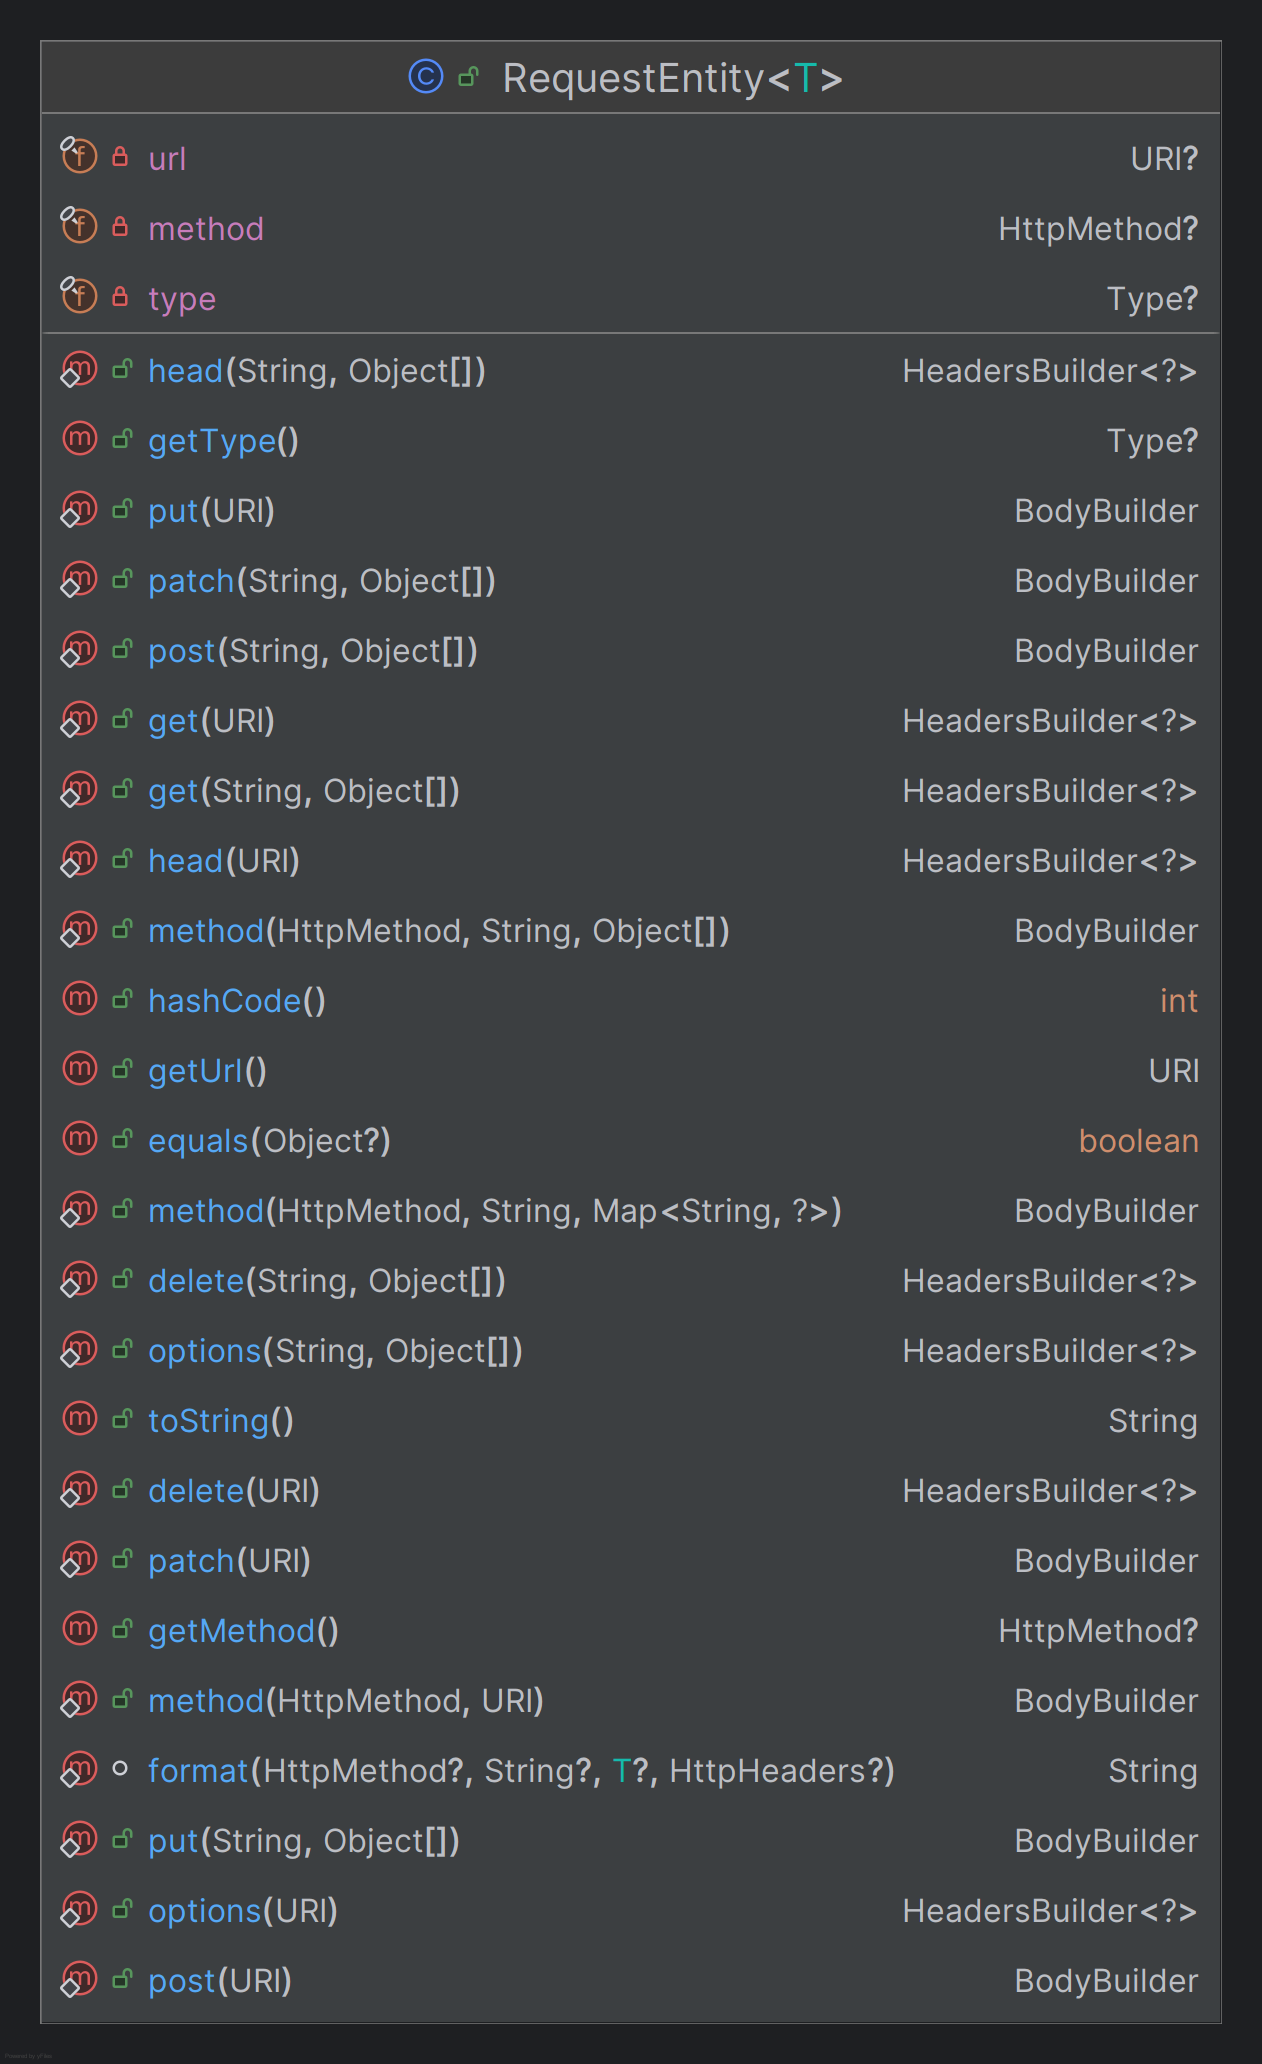 RequestEntity<T>
url URI?
method HttpMethod?
type Type?
head(String, Object[]) HeadersBuilder<?>
getType() Type?
put(URI) BodyBuilder
patch(String, Object[]) BodyBuilder
post(String, Object[]) BodyBuilder
get(URI) HeadersBuilder<?>
get(String, Object[]) HeadersBuilder<?>
head(URI) HeadersBuilder<?>
method(HttpMethod, String, Object[]) BodyBuilder
hashCode() int
getUrl() URI
equals(Object?) boolean
method(HttpMethod, String, Map<String, ?>) BodyBuilder
delete(String, Object[]) HeadersBuilder<?>
options(String, Object[]) HeadersBuilder<?>
toString() String
delete(URI) HeadersBuilder<?>
patch(URI) BodyBuilder
getMethod() HttpMethod?
method(HttpMethod, URI) BodyBuilder
format(HttpMethod?, String?, T?, HttpHeaders?) String
put(String, Object[]) BodyBuilder
options(URI) HeadersBuilder<?>
post(URI) BodyBuilder
Powered by yFiles